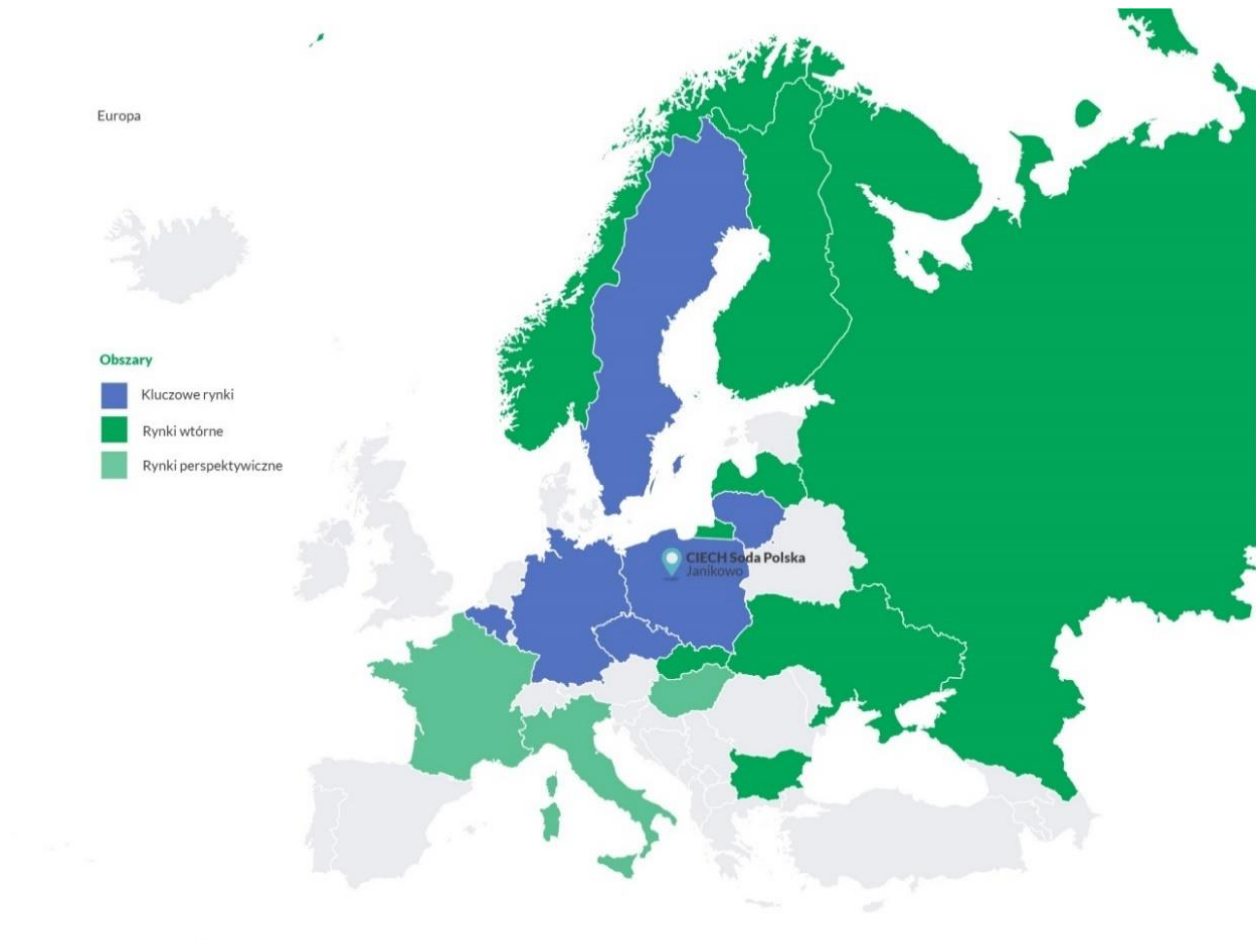 Europa
Obszary
Kluczowe rynki
Rynki wtórne
Rynki perspektywiczne
CIECH Soda Polska
Janikowo